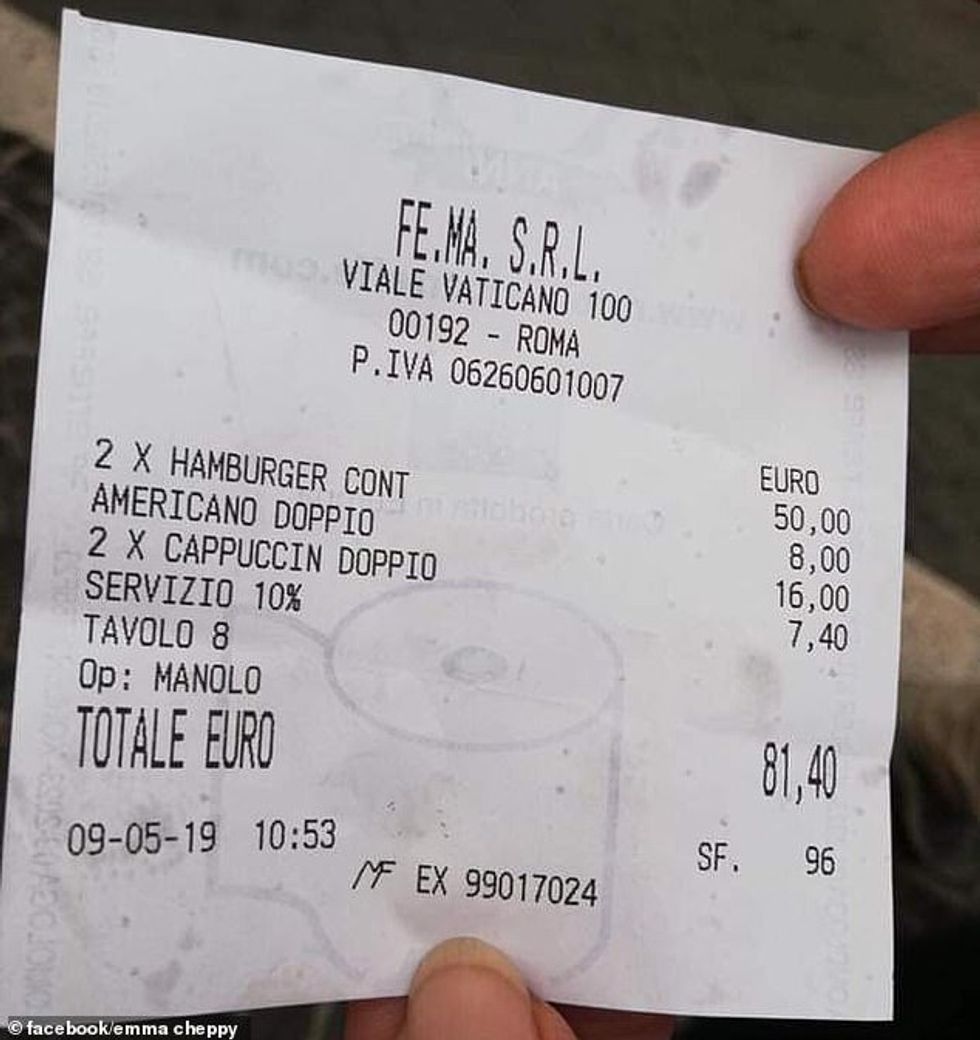 FE.MA. S.R.L.
VIALE VATICANO 100
00192 - ROMA
P.IVA 06260601007
EURO
2 X HAMBURGER CONT 50,00
AMERICANO DOPPIO 8,00
2 X CAPPUCCIN DOPPIO 16,00
SERVIZIO 10% 7,40
TAVOLO 8
Op: MANOLO
TOTALE EURO 81,40
09-05-19 10:53 SF. 96
MF EX 99017024
© facebook/emma cheppy